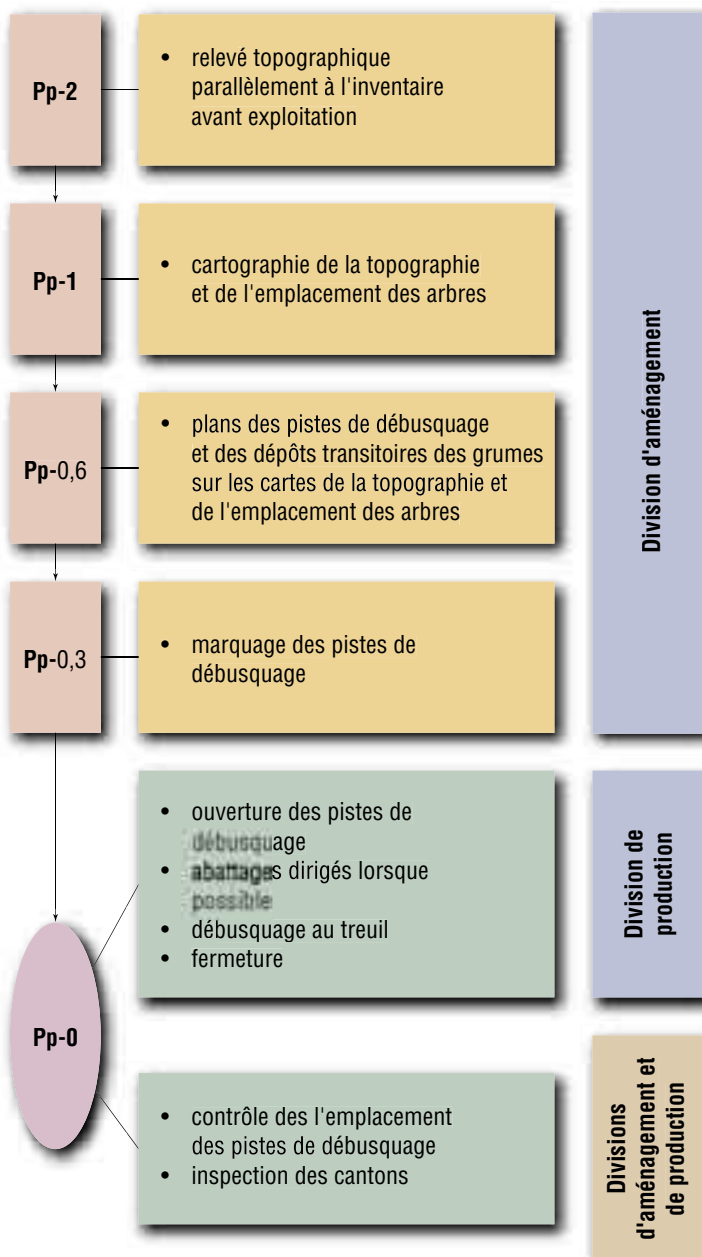 Pp-2
• relevé topographique
parallèlement à l'inventaire
avant exploitation
Pp-1
• cartographie de la topographie
et de l'emplacement des arbres
Pp-0,6
• plans des pistes de débusquage
et des dépôts transitoires des grumes
sur les cartes de la topographie et
de l'emplacement des arbres
Pp-0,3
• marquage des pistes de
débusquage
Division d'aménagement
Pp-0
• ouverture des pistes de
débusquage
• abattages dirigés lorsque
possible
• débusquage au treuil
• fermeture
Division de
production
• contrôle des l'emplacement
des pistes de débusquage
• inspection des cantons
Divisions
d'aménagement et
de production